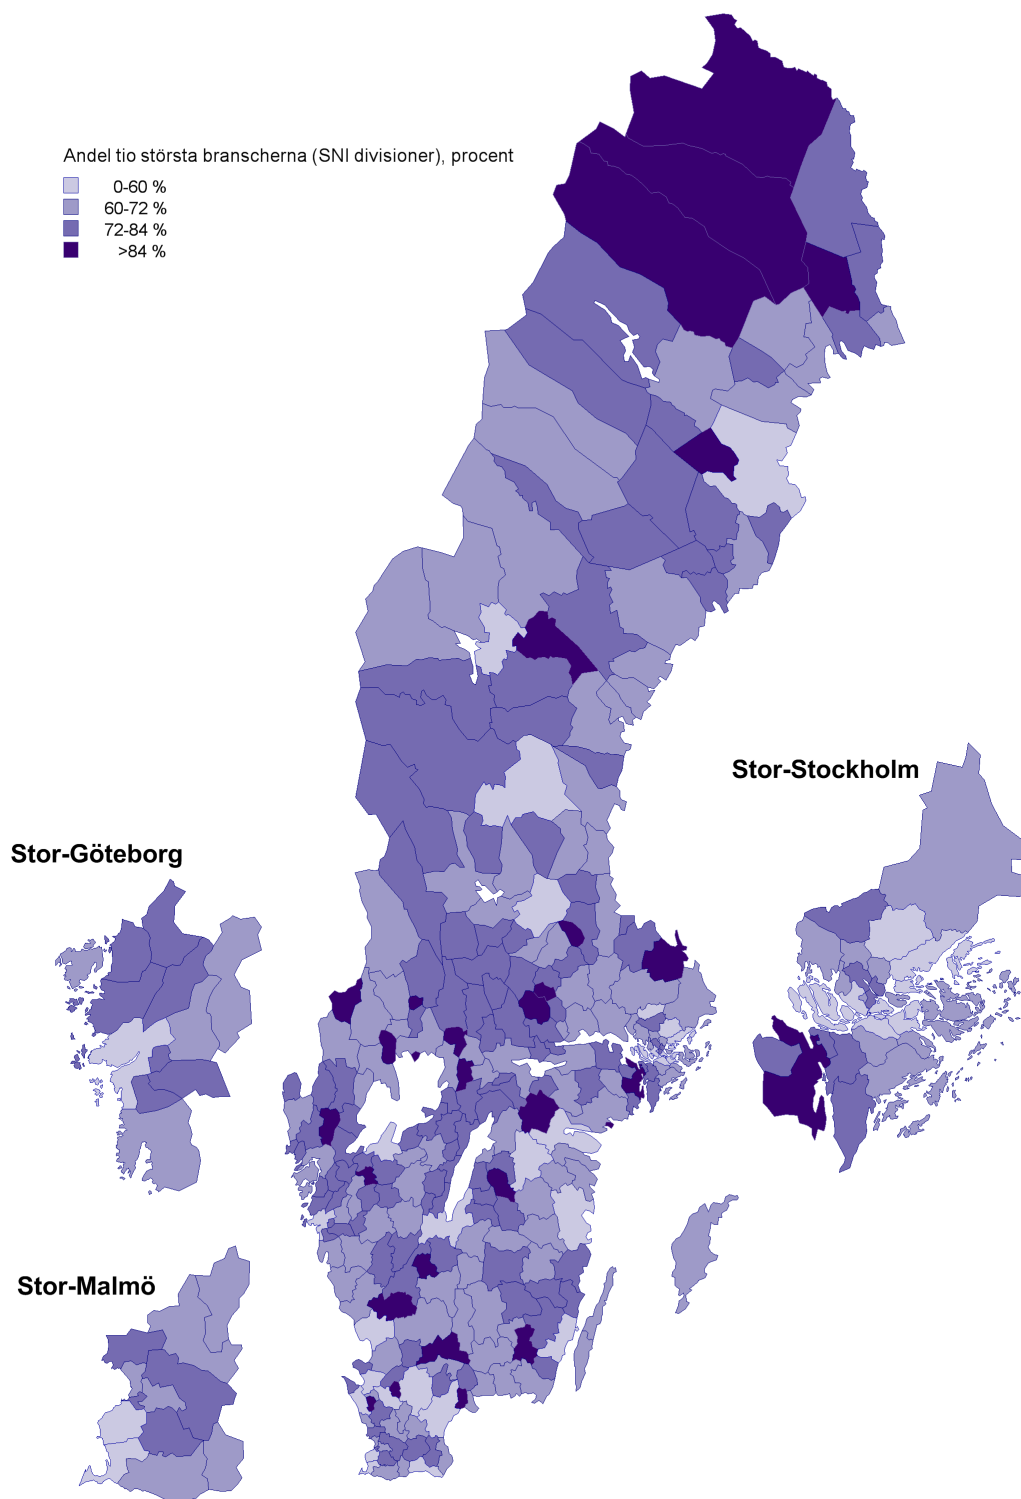 Andel tio största branscherna (SNI divisioner), procent
0-60 %
60-72 %
72-84 %
>84 %
Stor-Stockholm
Stor-Göteborg
Stor-Malmö